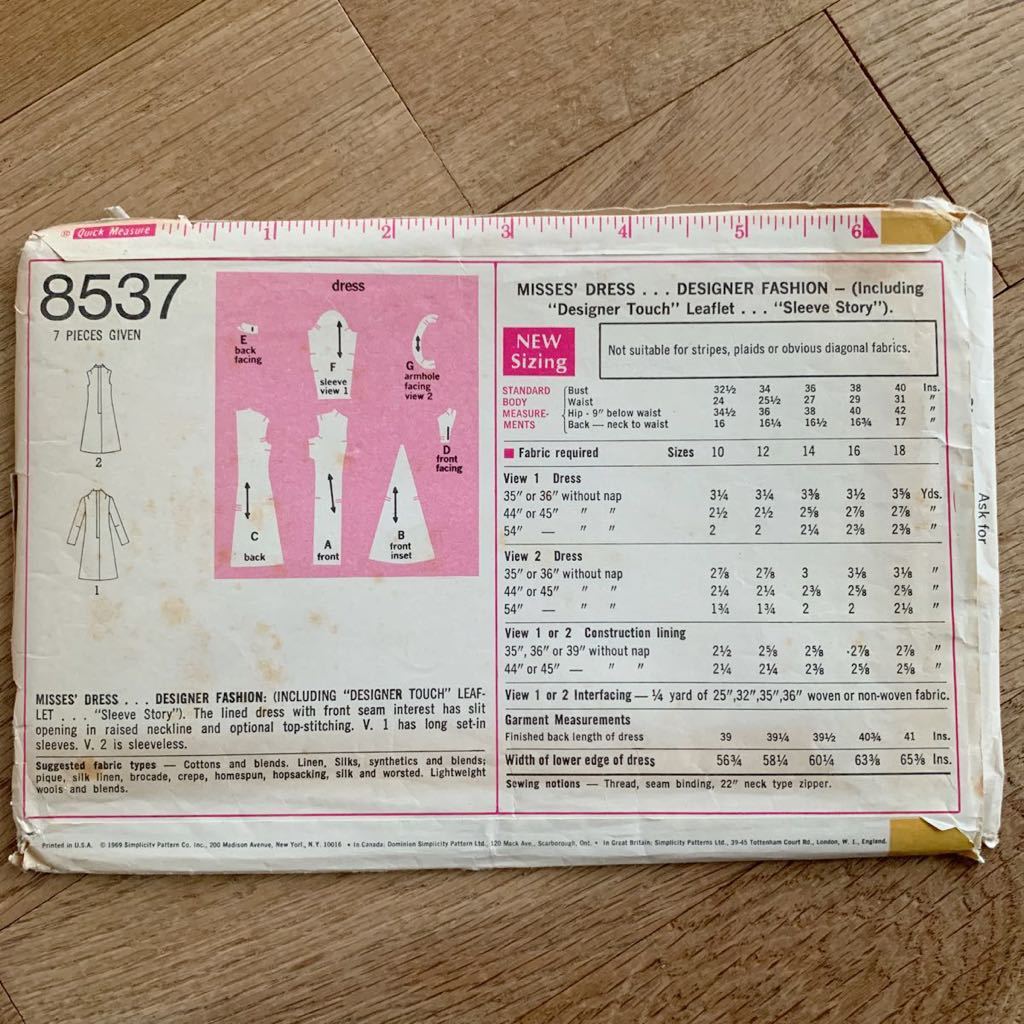 Quick Measure 1 2 3 4 5 6
8537
7 PIECES GIVEN
2
1
dress
E
back
facing
F
sleeve
view 1
G
armhole
facing
view 2
D
front
facing
C
back
A
front
B
front
inset
MISSES' DRESS . . . DESIGNER FASHION: (INCLUDING "DESIGNER TOUCH" LEAF-
LET . . . "Sleeve Story"). The lined dress with front seam interest has slit
opening in raised neckline and optional top-stitching. V. 1 has long set-in
sleeves. V. 2 is sleeveless.
Suggested fabric types — Cottons and blends. Linen, Silks, synthetics and blends;
pique, silk linen, brocade, crepe, homespun, hopsacking, silk and worsted. Lightweight
wools and blends.
MISSES' DRESS . . . DESIGNER FASHION — (Including
"Designer Touch" Leaflet . . . "Sleeve Story").
NEW
Sizing
Not suitable for stripes, plaids or obvious diagonal fabrics.
STANDARD BODY MEASURE-MENTS
Bust 32½ 34 36 38 40 Ins.
Waist 24 25½ 27 29 31 "
Hip - 9" below waist 34½ 36 38 40 42 "
Back — neck to waist 16 16¼ 16½ 16¾ 17 "
Fabric required Sizes 10 12 14 16 18
View 1 Dress
35" or 36" without nap 3¼ 3¼ 3⅜ 3½ 3⅝ Yds.
44" or 45" " " 2½ 2½ 2⅝ 2⅞ 2⅞ "
54" — " 2 2 2¼ 2⅜ 2⅜ "
View 2 Dress
35" or 36" without nap 2⅞ 2⅞ 3 3⅛ 3⅛ "
44" or 45" " " 2¼ 2¼ 2⅜ 2⅝ 2⅝ "
54" — " " 1¾ 1¾ 2 2 2⅛ "
View 1 or 2 Construction lining
35", 36" or 39" without nap 2½ 2⅝ 2⅝ 2⅞ 2⅞ "
44" or 45" — " " 2¼ 2¼ 2⅜ 2⅝ 2⅝ "
View 1 or 2 Interfacing — ¼ yard of 25",32",35",36" woven or non-woven fabric.
Garment Measurements
Finished back length of dress 39 39¼ 39½ 40¾ 41 Ins.
Width of lower edge of dress 56¾ 58¼ 60¼ 63⅜ 65⅜ Ins.
Sewing notions — Thread, seam binding, 22" neck type zipper.
Ask for
Printed in U.S.A. © 1969 Simplicity Pattern Co. Inc., 200 Madison Avenue, New York, N.Y. 10016 • In Canada: Dominion Simplicity Pattern Ltd., 120 Mack Ave., Scarborough, Ont. • In Great Britain: Simplicity Patterns Ltd., 39-45 Tottenham Court Rd., London, W. 1., England.